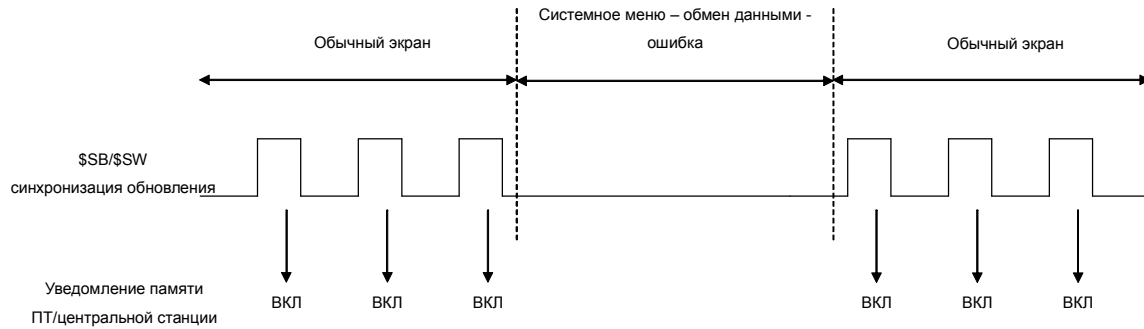 Системное меню – обмен данными -
ошибка
Обычный экран
Обычный экран
$SB/$SW
синхронизация обновления
Уведомление памяти
ПТ/центральной станции
ВКЛ
ВКЛ
ВКЛ
ВКЛ
ВКЛ
ВКЛ